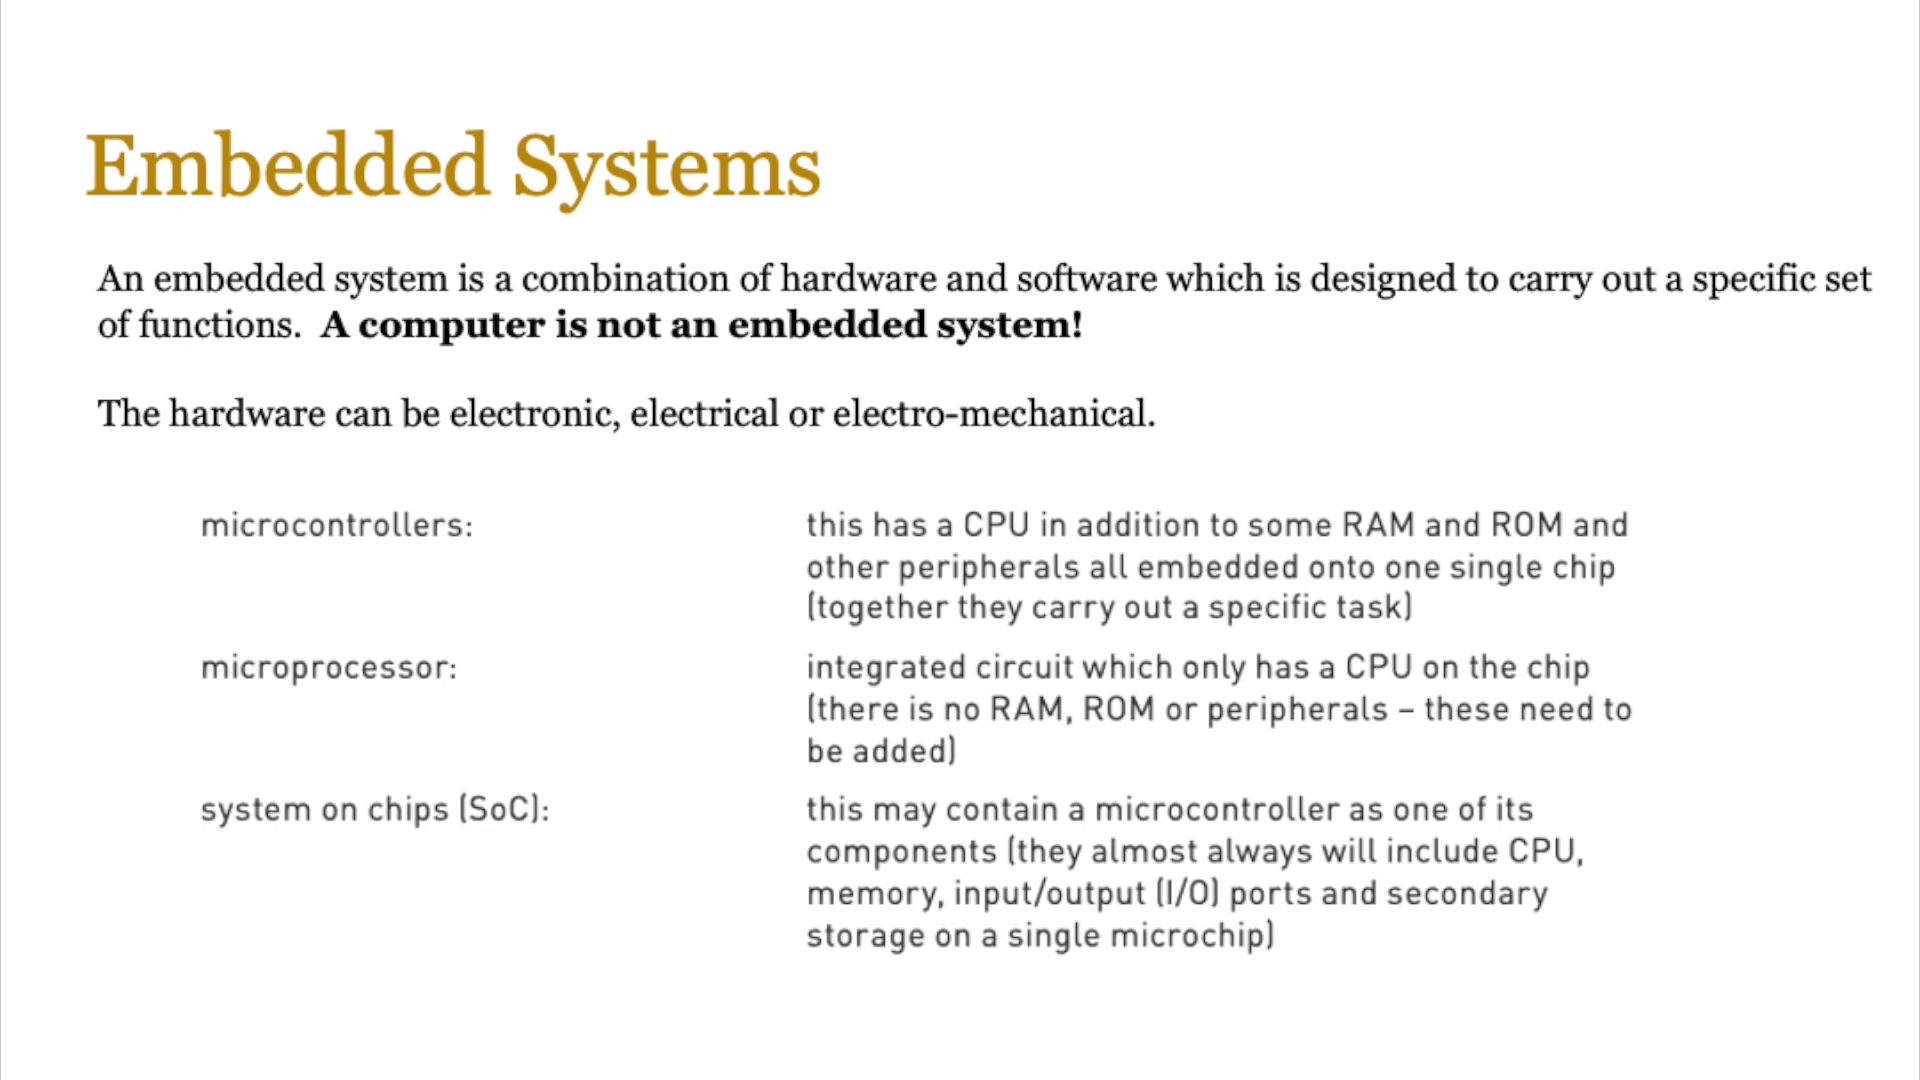 Embedded Systems
An embedded system is a combination of hardware and software which is designed to carry out a specific set
of functions.  A computer is not an embedded system!
The hardware can be electronic, electrical or electro-mechanical.
microcontrollers:
this has a CPU in addition to some RAM and ROM and
other peripherals all embedded onto one single chip
(together they carry out a specific task)
microprocessor:
integrated circuit which only has a CPU on the chip
(there is no RAM, ROM or peripherals – these need to
be added)
system on chips (SoC):
this may contain a microcontroller as one of its
components (they almost always will include CPU,
memory, input/output (I/O) ports and secondary
storage on a single microchip)